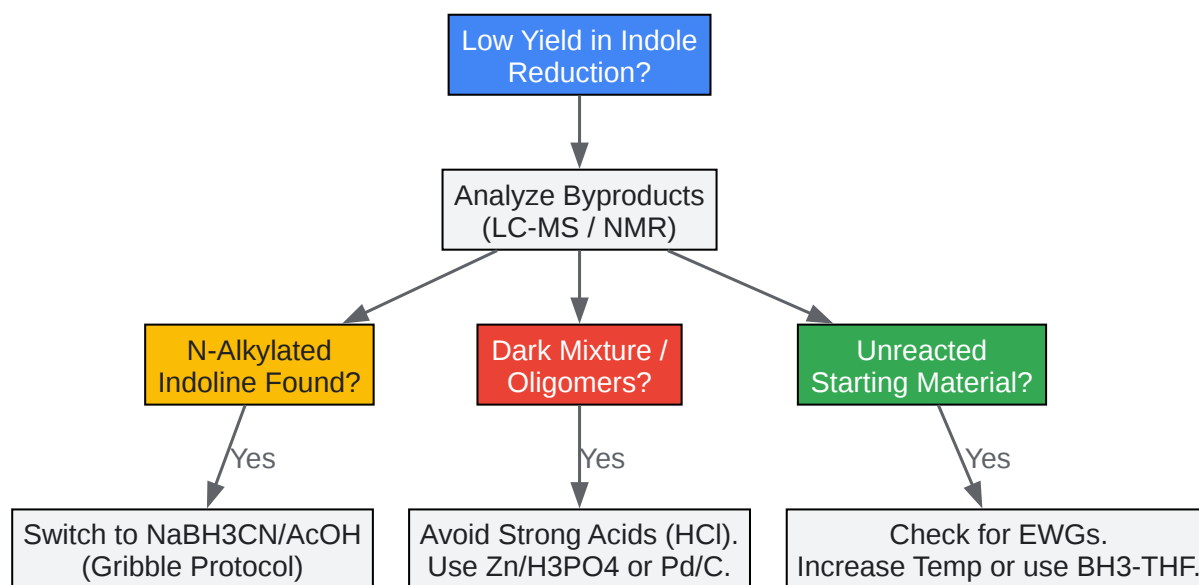 Low Yield in Indole
Reduction?
Analyze Byproducts
(LC-MS / NMR)
N-Alkylated
Indoline Found?
Dark Mixture /
Oligomers?
Unreacted
Starting Material?
Yes
Yes
Yes
Switch to NaBH3CN/AcOH
(Gribble Protocol)
Avoid Strong Acids (HCl).
Use Zn/H3PO4 or Pd/C.
Check for EWGs.
Increase Temp or use BH3-THF.